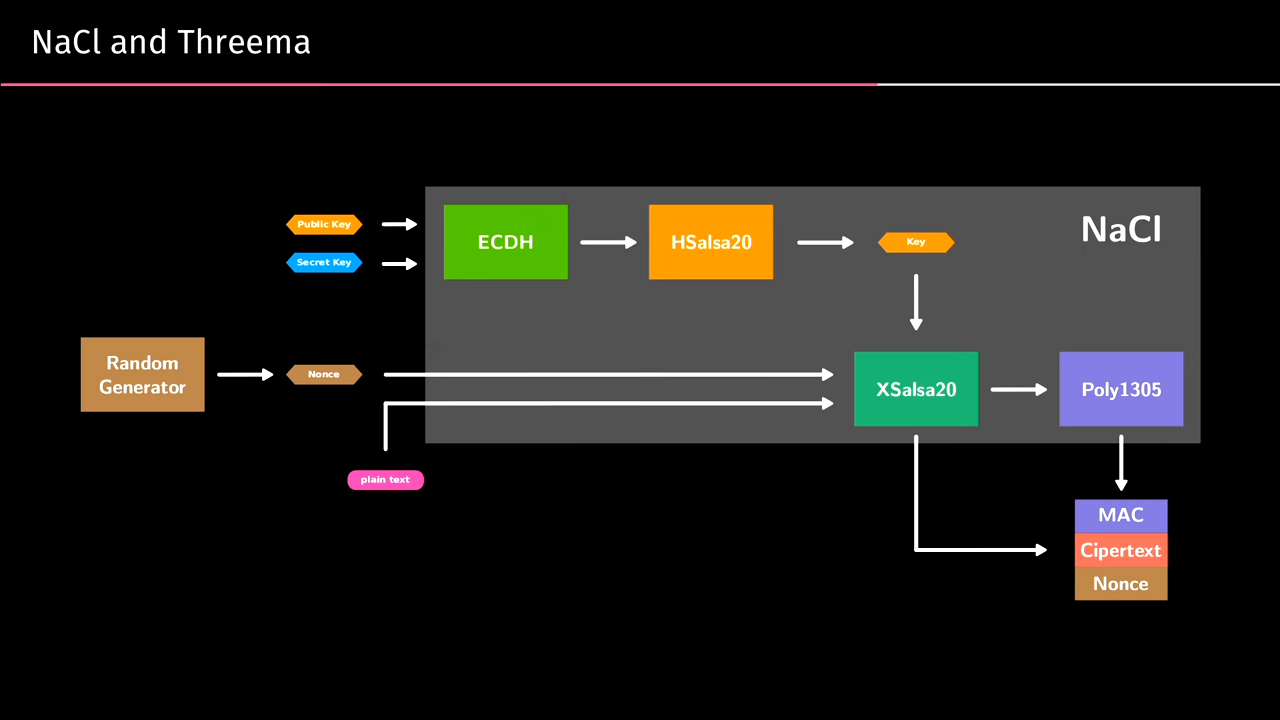 NaCl and Threema
NaCl
Public Key
Secret Key
ECDH
HSalsa20
Key
Random
Generator
Nonce
XSalsa20
Poly1305
plain text
MAC
Cipertext
Nonce